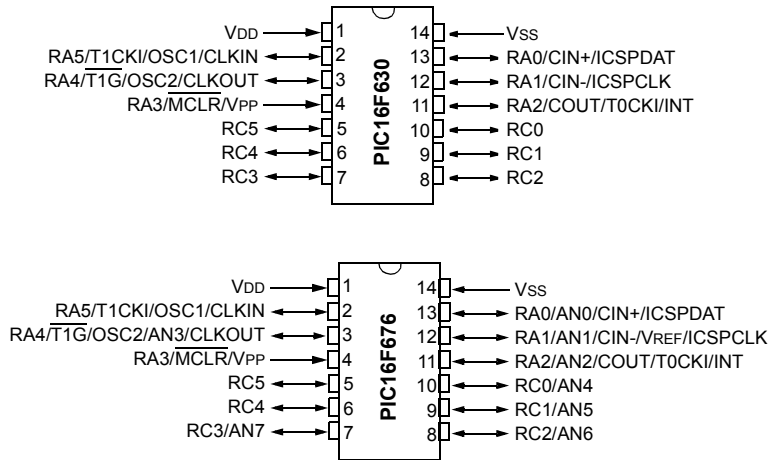 VDD 1 14 VSS
RA5/T1CKI/OSC1/CLKIN 2 13 RA0/CIN+/ICSPDAT
RA4/T1G/OSC2/CLKOUT 3 12 RA1/CIN-/ICSPCLK
RA3/MCLR/VPP 4 11 RA2/COUT/T0CKI/INT
RC5 5 10 RC0
RC4 6 9 RC1
RC3 7 8 RC2
PIC16F630
VDD 1 14 VSS
RA5/T1CKI/OSC1/CLKIN 2 13 RA0/AN0/CIN+/ICSPDAT
RA4/T1G/OSC2/AN3/CLKOUT 3 12 RA1/AN1/CIN-/VREF/ICSPCLK
RA3/MCLR/VPP 4 11 RA2/AN2/COUT/T0CKI/INT
RC5 5 10 RC0/AN4
RC4 6 9 RC1/AN5
RC3/AN7 7 8 RC2/AN6
PIC16F676